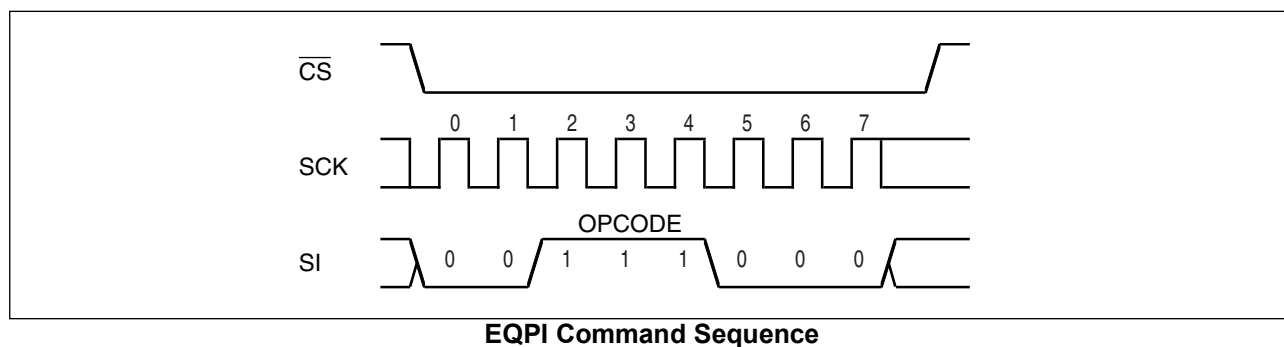 CS
0 1 2 3 4 5 6 7
SCK
OPCODE
SI 0 0 1 1 1 0 0 0
EQPI Command Sequence